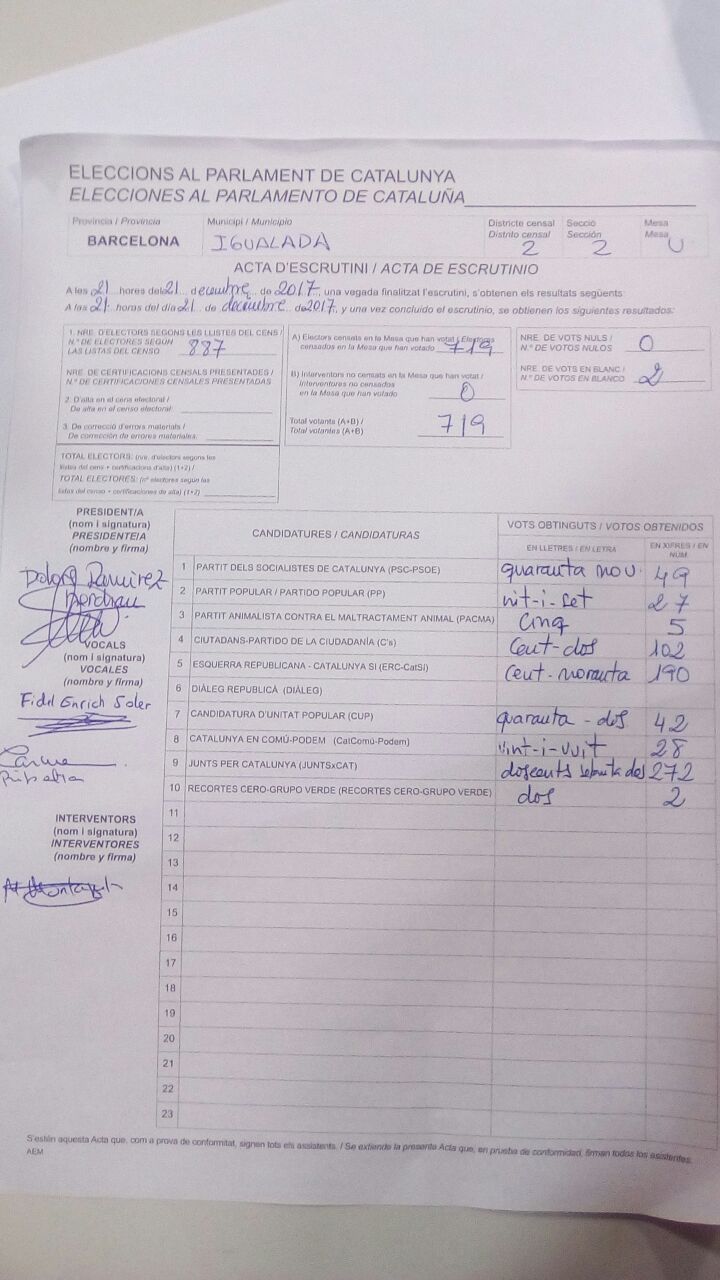 ELECCIONS AL PARLAMENT DE CATALUNYA
ELECCIONES AL PARLAMENTO DE CATALUÑA
Provincia / Provincia
BARCELONA
Municipi / Municipio
IGUALADA
Districte censal
Distrito censal
2
Secció
Sección
2
Mesa
Mesa
U
ACTA D'ESCRUTINI / ACTA DE ESCRUTINIO
A les 21 hores del 21 decembre de 2017, una vegada finalitzat l'escrutini, s'obtenen els resultats següents:
A las 21 horas del día 21 de diciembre de 2017, y una vez concluido el escrutinio, se obtienen los siguientes resultados:
1. NRE. D'ELECTORS SEGONS LES LLISTES DEL CENS /
N.º DE ELECTORES SEGÚN
LAS LISTAS DEL CENSO 887
NRE. DE CERTIFICACIONS CENSALS PRESENTADES /
N.º DE CERTIFICACIONES CENSALES PRESENTADAS
2. D'alta en el cens electoral /
De alta en el censo electoral:
3. De correcció d'errors materials /
De corrección de errores materiales:
TOTAL ELECTORS: (nre. d'electors segons les
llistes del cens + certificacions d'alta) (1+2) /
TOTAL ELECTORES: (nº electores según las
listas del censo + certificaciones de alta) (1+2)
A) Electors censats en la Mesa que han votat / Electores
censados en la Mesa que han votado 719
B) Interventors no censats en la Mesa que han votat /
Interventores no censados
en la Mesa que han votado 0
Total votants (A+B) /
Total votantes (A+B) 719
NRE. DE VOTS NULS /
N.º DE VOTOS NULOS 0
NRE. DE VOTS EN BLANC /
N.º DE VOTOS EN BLANCO 2
PRESIDENT/A
(nom i signatura)
PRESIDENTE/A
(nombre y firma)
Ramirez
VOCALS
(nom i signatura)
VOCALES
(nombre y firma)
Fidel Enrich Soler
Carme
INTERVENTORS
(nom i signatura)
INTERVENTORES
(nombre y firma)
CANDIDATURES / CANDIDATURAS
VOTS OBTINGUTS / VOTOS OBTENIDOS
EN LLETRES / EN LETRA
EN XIFRES / EN NUM.
1 PARTIT DELS SOCIALISTES DE CATALUNYA (PSC-PSOE) quaranta nou 49
2 PARTIT POPULAR / PARTIDO POPULAR (PP) vint-i-set 27
3 PARTIT ANIMALISTA CONTRA EL MALTRACTAMENT ANIMAL (PACMA) Cinq 5
4 CIUTADANS-PARTIDO DE LA CIUDADANÍA (C's) Cent-dos 102
5 ESQUERRA REPUBLICANA - CATALUNYA SI (ERC-CatSí) Cent-noranta 190
6 DIÀLEG REPUBLICÀ (DIÀLEG)
7 CANDIDATURA D'UNITAT POPULAR (CUP) quaranta - dos 42
8 CATALUNYA EN COMÚ-PODEM (CatComú-Podem) vint-i-vuit 28
9 JUNTS PER CATALUNYA (JUNTSxCAT) doscents setanta dos 272
10 RECORTES CERO-GRUPO VERDE (RECORTES CERO-GRUPO VERDE) dos 2
11
12
13
14
15
16
17
18
19
20
21
22
23
S'estén aquesta Acta que, com a prova de conformitat, signen tots els assistents. / Se extiende la presente Acta que, en prueba de conformidad, firman todos los asistentes.
AEM